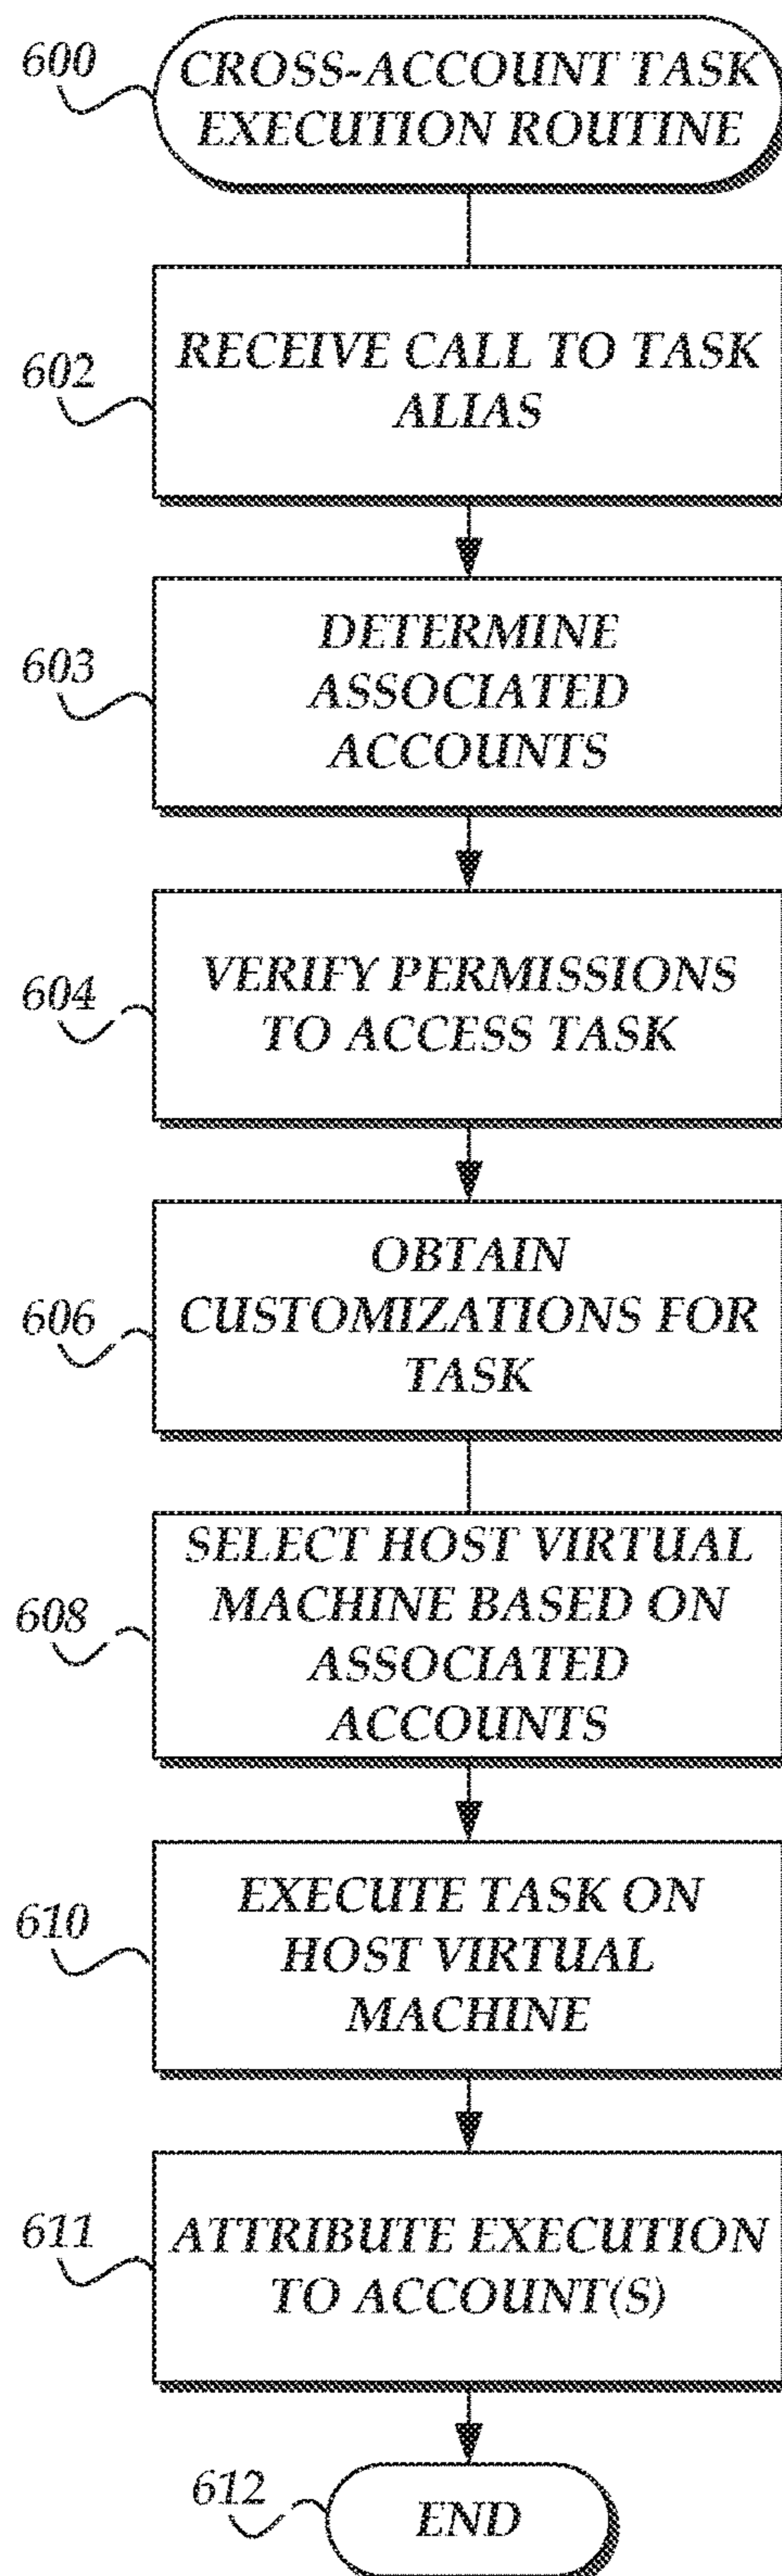 600
CROSS-ACCOUNT TASK
EXECUTION ROUTINE
602
RECEIVE CALL TO TASK
ALIAS
603
DETERMINE
ASSOCIATED
ACCOUNTS
604
VERIFY PERMISSIONS
TO ACCESS TASK
606
OBTAIN
CUSTOMIZATIONS FOR
TASK
608
SELECT HOST VIRTUAL
MACHINE BASED ON
ASSOCIATED
ACCOUNTS
610
EXECUTE TASK ON
HOST VIRTUAL
MACHINE
611
ATTRIBUTE EXECUTION
TO ACCOUNT(S)
612
END